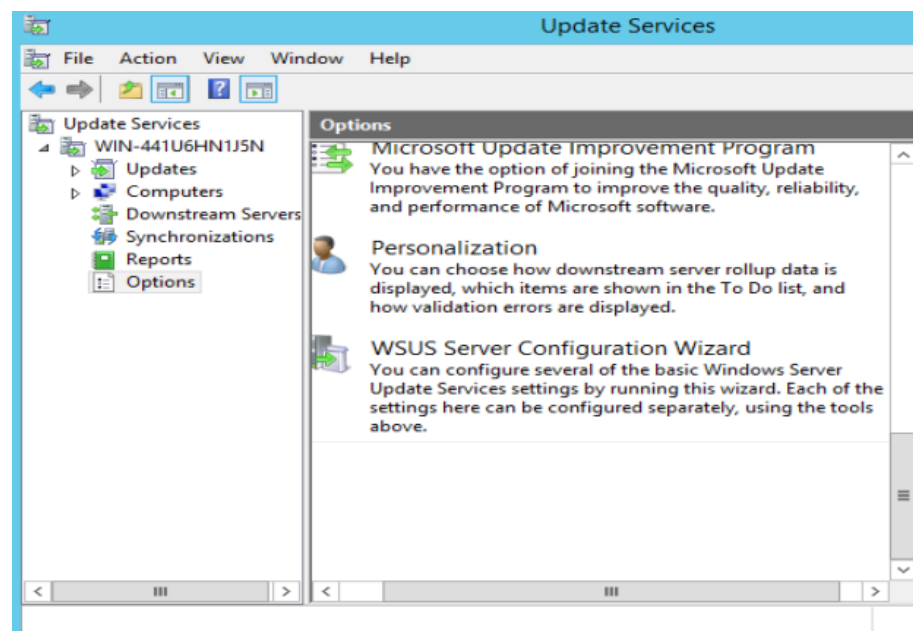 Update Services
File Action View Window Help
Update Services
WIN-441U6HN1J5N
Updates
Computers
Downstream Servers
Synchronizations
Reports
Options
Options
Microsoft Update Improvement Program
You have the option of joining the Microsoft Update
Improvement Program to improve the quality, reliability,
and performance of Microsoft software.
Personalization
You can choose how downstream server rollup data is
displayed, which items are shown in the To Do list, and
how validation errors are displayed.
WSUS Server Configuration Wizard
You can configure several of the basic Windows Server
Update Services settings by running this wizard. Each of the
settings here can be configured separately, using the tools
above.